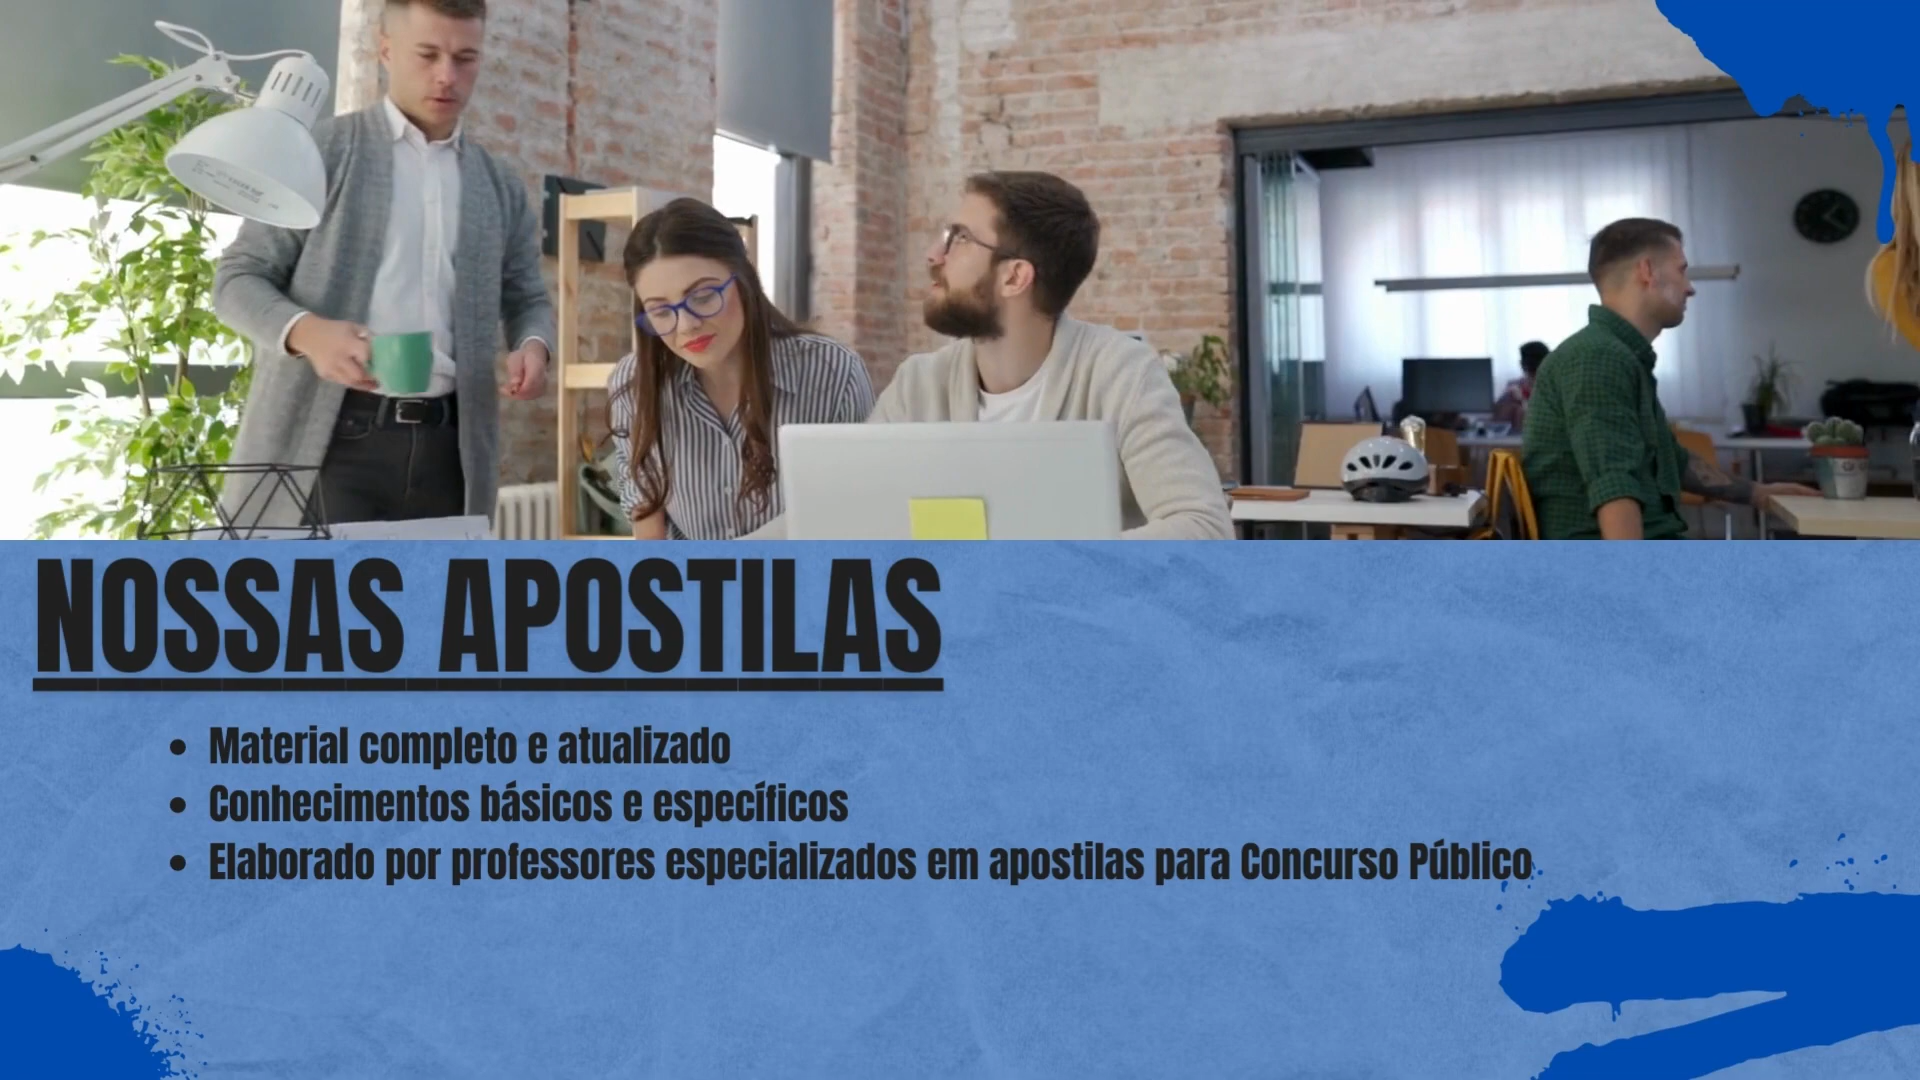 NOSSAS APOSTILAS
Material completo e atualizado
Conhecimentos básicos e específicos
Elaborado por professores especializados em apostilas para Concurso Público